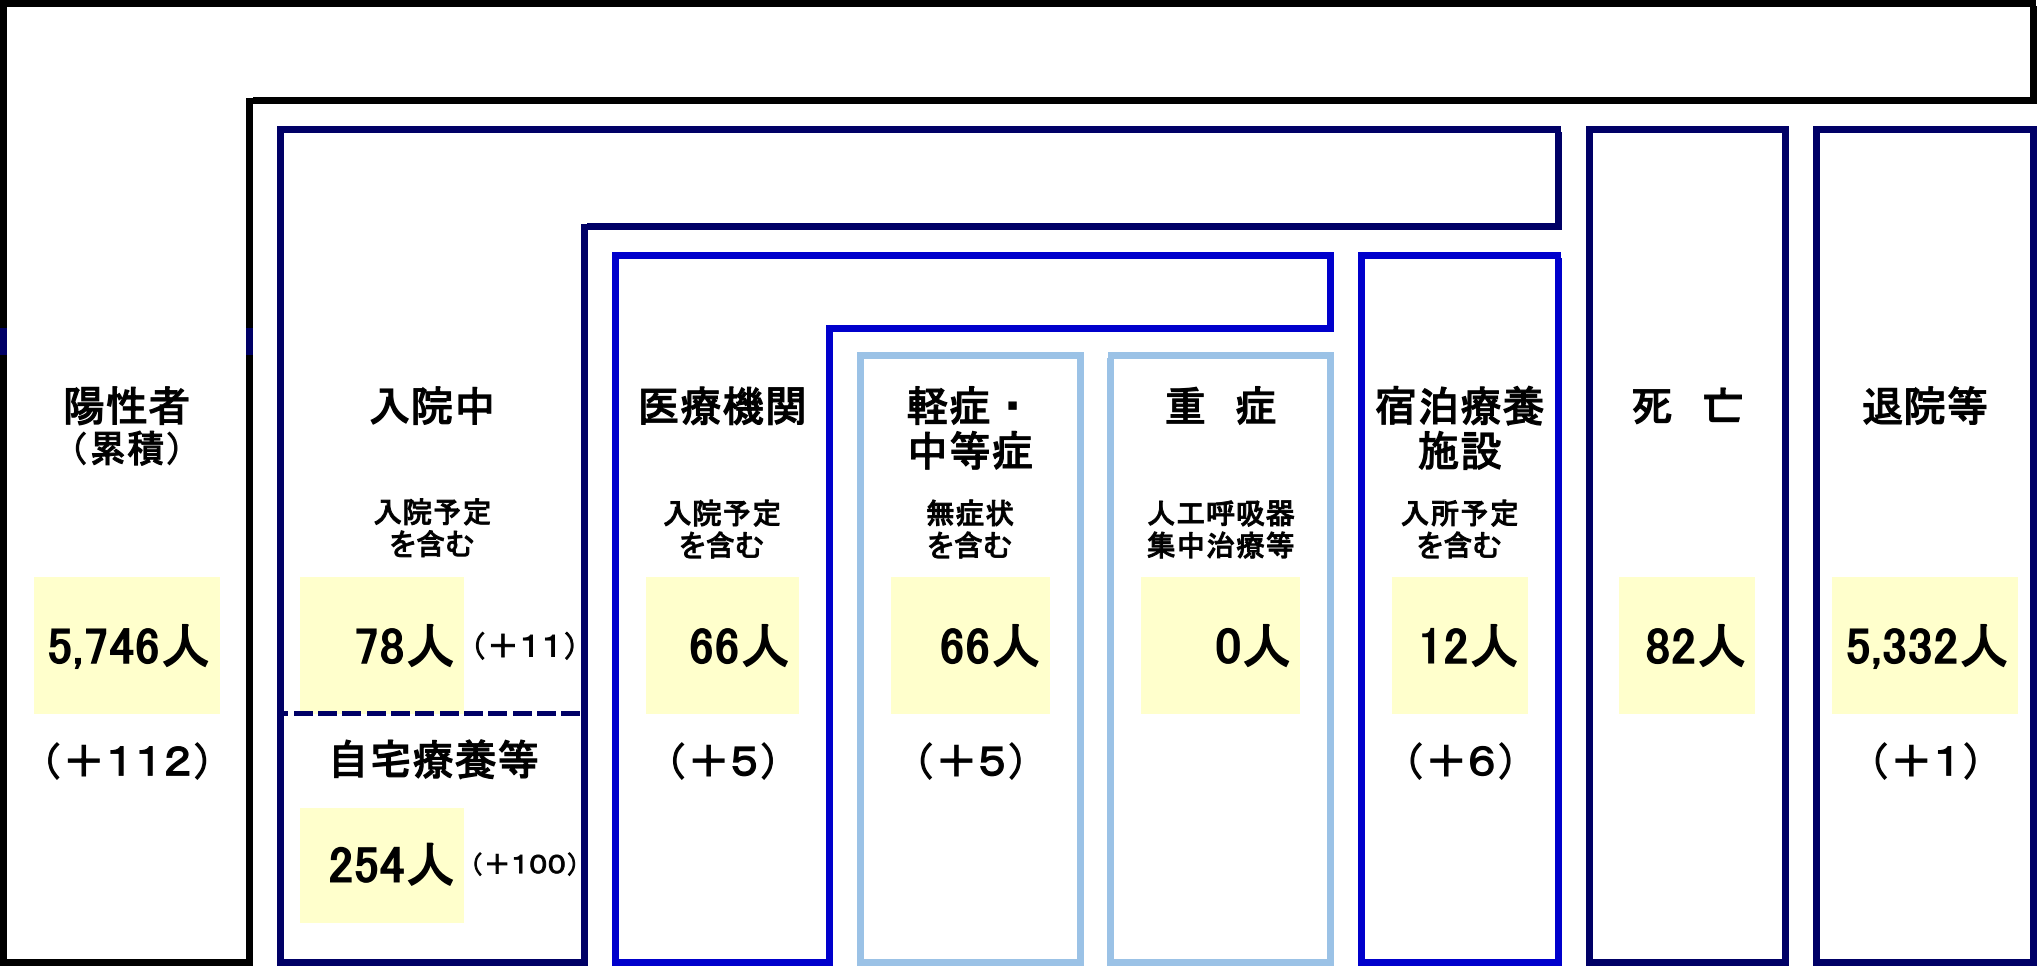 陽性者
（累積）
5,746人
（＋112）
入院中
入院予定
を含む
78人
（＋11）
自宅療養等
254人
（＋100）
医療機関
入院予定
を含む
66人
（＋5）
軽症・
中等症
無症状
を含む
66人
（＋5）
重　症
人工呼吸器
集中治療等
0人
宿泊療養
施設
入所予定
を含む
12人
（＋6）
死　亡
82人
退院等
5,332人
（＋1）